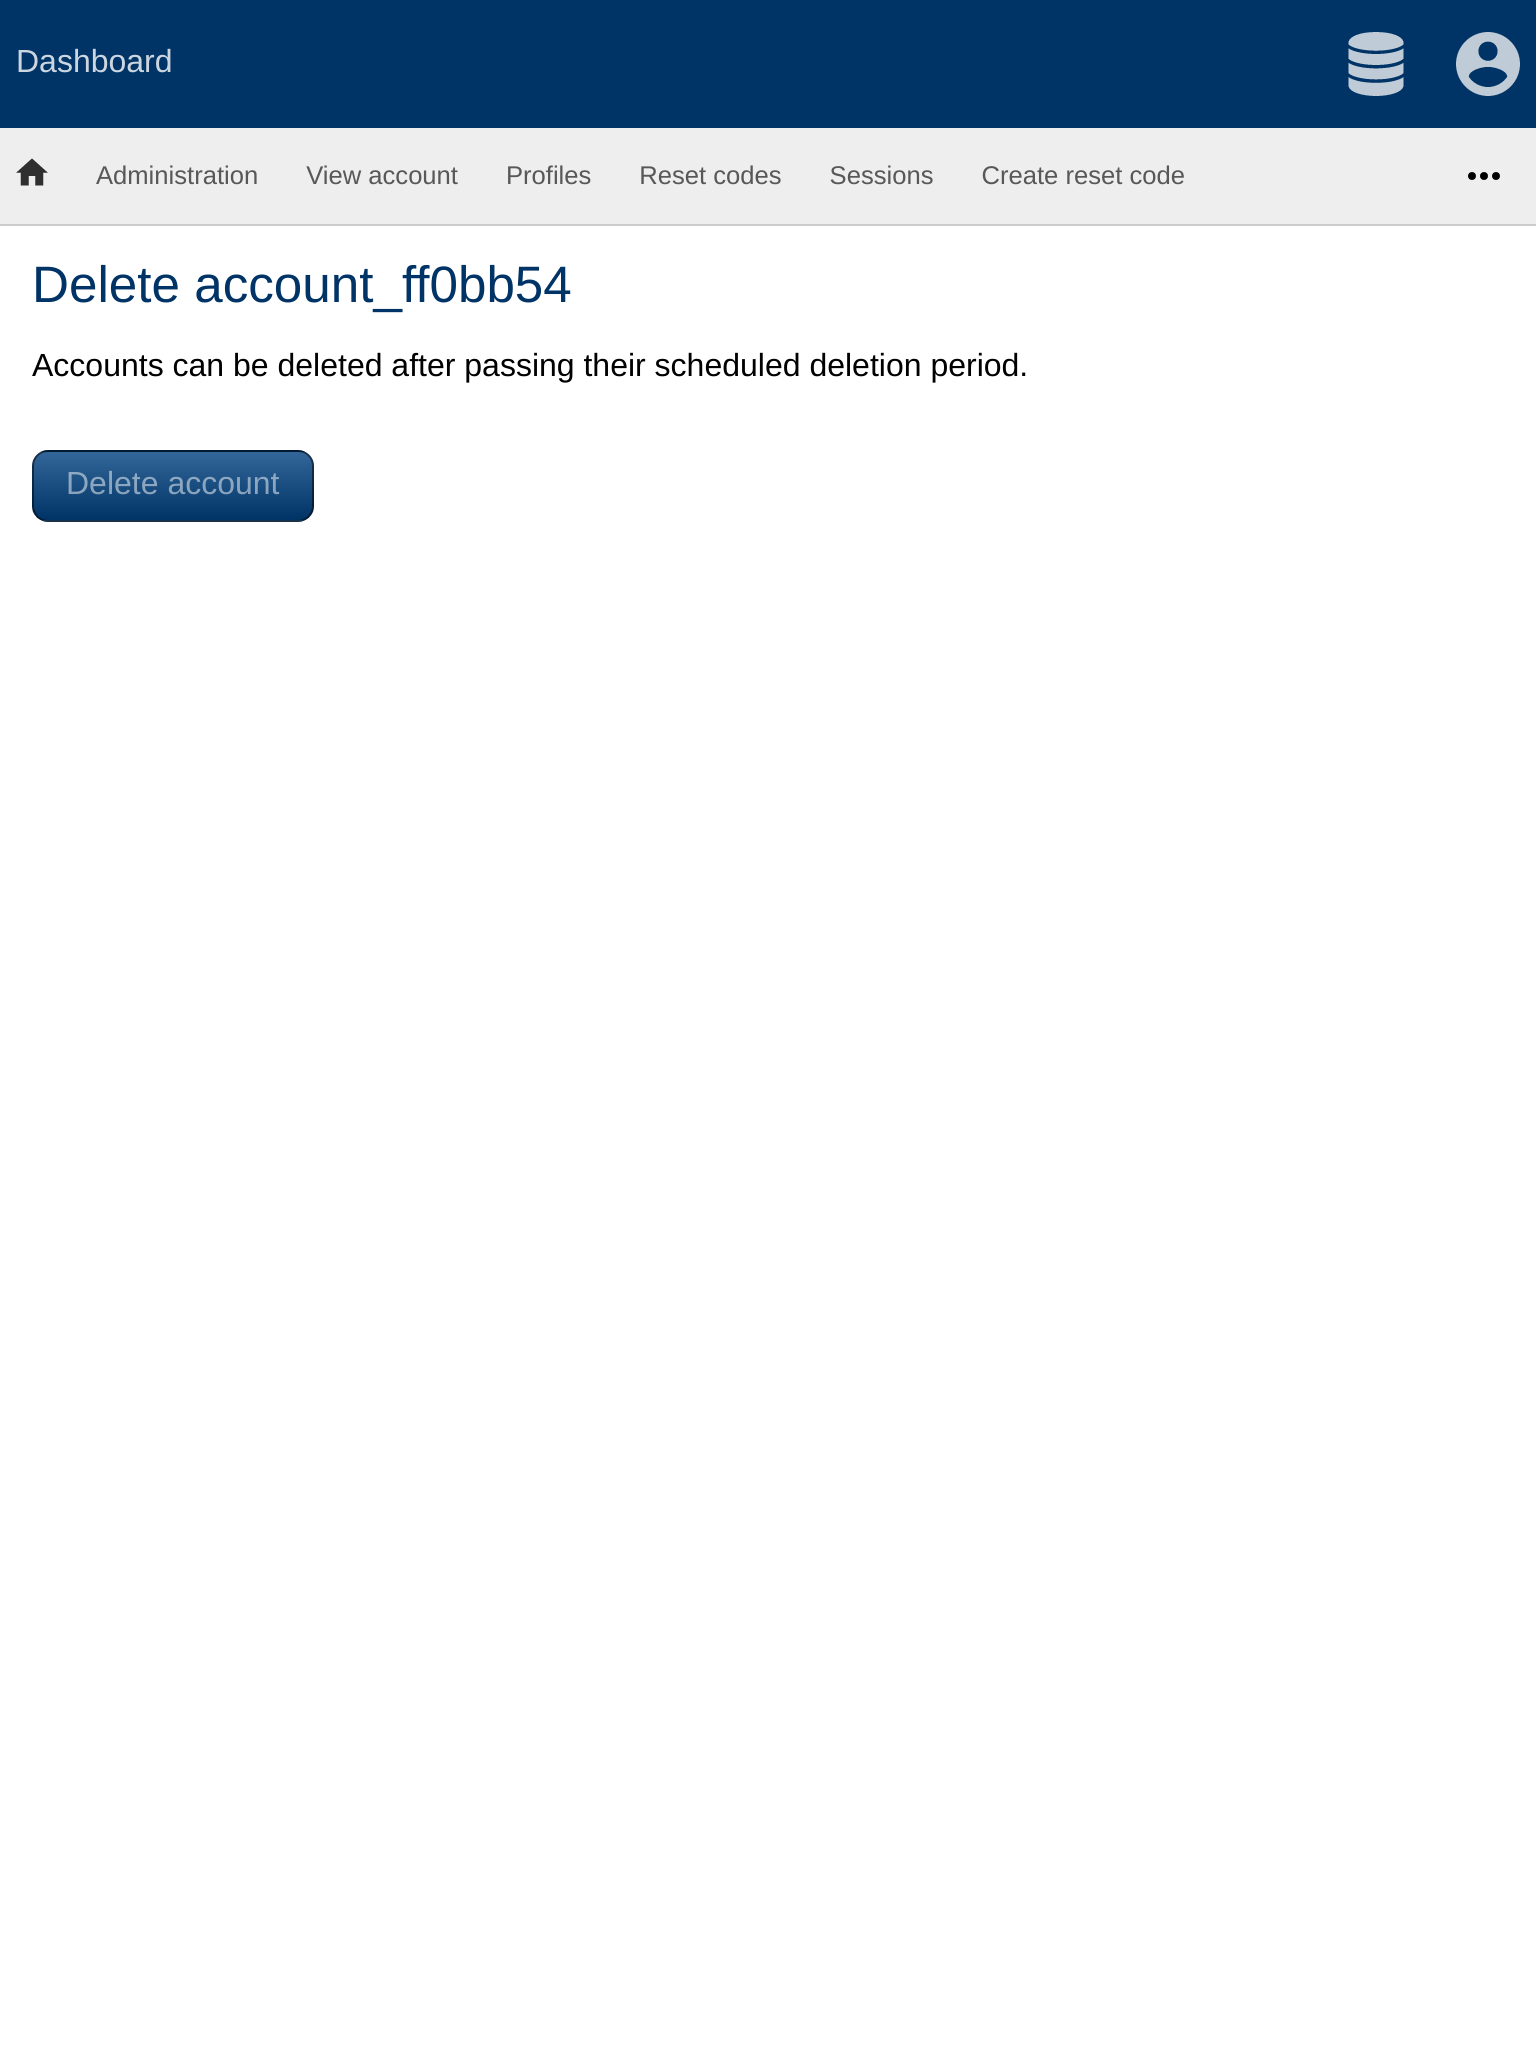 Dashboard
Administration View account Profiles Reset codes Sessions Create reset code
Delete account_ff0bb54
Accounts can be deleted after passing their scheduled deletion period.
Delete account